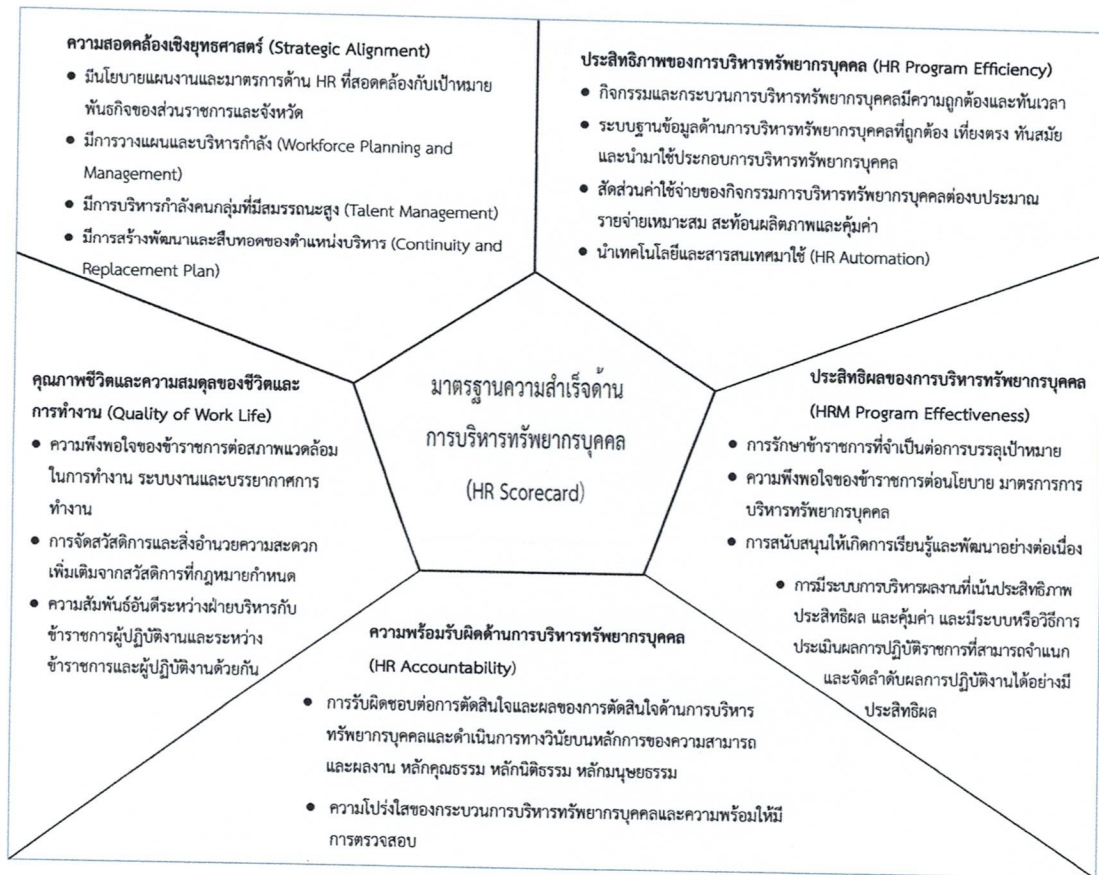 ความสอดคล้องเชิงยุทธศาสตร์ (Strategic Alignment)
● มีนโยบายแผนงานและมาตรการด้าน HR ที่สอดคล้องกับเป้าหมาย
พันธกิจของส่วนราชการและจังหวัด
● มีการวางแผนและบริหารกำลัง (Workforce Planning and
Management)
● มีการบริหารกำลังคนกลุ่มที่มีสมรรถนะสูง (Talent Management)
● มีการสร้างพัฒนาและสืบทอดของตำแหน่งบริหาร (Continuity and
Replacement Plan)
ประสิทธิภาพของการบริหารทรัพยากรบุคคล (HR Program Efficiency)
● กิจกรรมและกระบวนการบริหารทรัพยากรบุคคลมีความถูกต้องและทันเวลา
● ระบบฐานข้อมูลด้านการบริหารทรัพยากรบุคคลที่ถูกต้อง เที่ยงตรง ทันสมัย
และนำมาใช้ประกอบการบริหารทรัพยากรบุคคล
● สัดส่วนค่าใช้จ่ายของกิจกรรมการบริหารทรัพยากรบุคคลต่องบประมาณ
รายจ่ายเหมาะสม สะท้อนผลิตภาพและคุ้มค่า
● นำเทคโนโลยีและสารสนเทศมาใช้ (HR Automation)
คุณภาพชีวิตและความสมดุลของชีวิตและ
การทำงาน (Quality of Work Life)
● ความพึงพอใจของข้าราชการต่อสภาพแวดล้อม
ในการทำงาน ระบบงานและบรรยากาศการ
ทำงาน
● การจัดสวัสดิการและสิ่งอำนวยความสะดวก
เพิ่มเติมจากสวัสดิการที่กฎหมายกำหนด
● ความสัมพันธ์อันดีระหว่างฝ่ายบริหารกับ
ข้าราชการผู้ปฏิบัติงานและระหว่าง
ข้าราชการและผู้ปฏิบัติงานด้วยกัน
มาตรฐานความสำเร็จด้าน
การบริหารทรัพยากรบุคคล
(HR Scorecard)
ประสิทธิผลของการบริหารทรัพยากรบุคคล
(HRM Program Effectiveness)
● การรักษาข้าราชการที่จำเป็นต่อการบรรลุเป้าหมาย
● ความพึงพอใจของข้าราชการต่อนโยบาย มาตรการการ
บริหารทรัพยากรบุคคล
● การสนับสนุนให้เกิดการเรียนรู้และพัฒนาอย่างต่อเนื่อง
● การมีระบบการบริหารผลงานที่เน้นประสิทธิภาพ
ประสิทธิผล และคุ้มค่า และมีระบบหรือวิธีการ
ประเมินผลการปฏิบัติราชการที่สามารถจำแนก
และจัดลำดับผลการปฏิบัติงานได้อย่างมี
ประสิทธิผล
ความพร้อมรับผิดด้านการบริหารทรัพยากรบุคคล
(HR Accountability)
● การรับผิดชอบต่อการตัดสินใจและผลของการตัดสินใจด้านการบริหาร
ทรัพยากรบุคคลและดำเนินการทางวินัยบนหลักการของความสามารถ
และผลงาน หลักคุณธรรม หลักนิติธรรม หลักมนุษยธรรม
● ความโปร่งใสของกระบวนการบริหารทรัพยากรบุคคลและความพร้อมให้มี
การตรวจสอบ